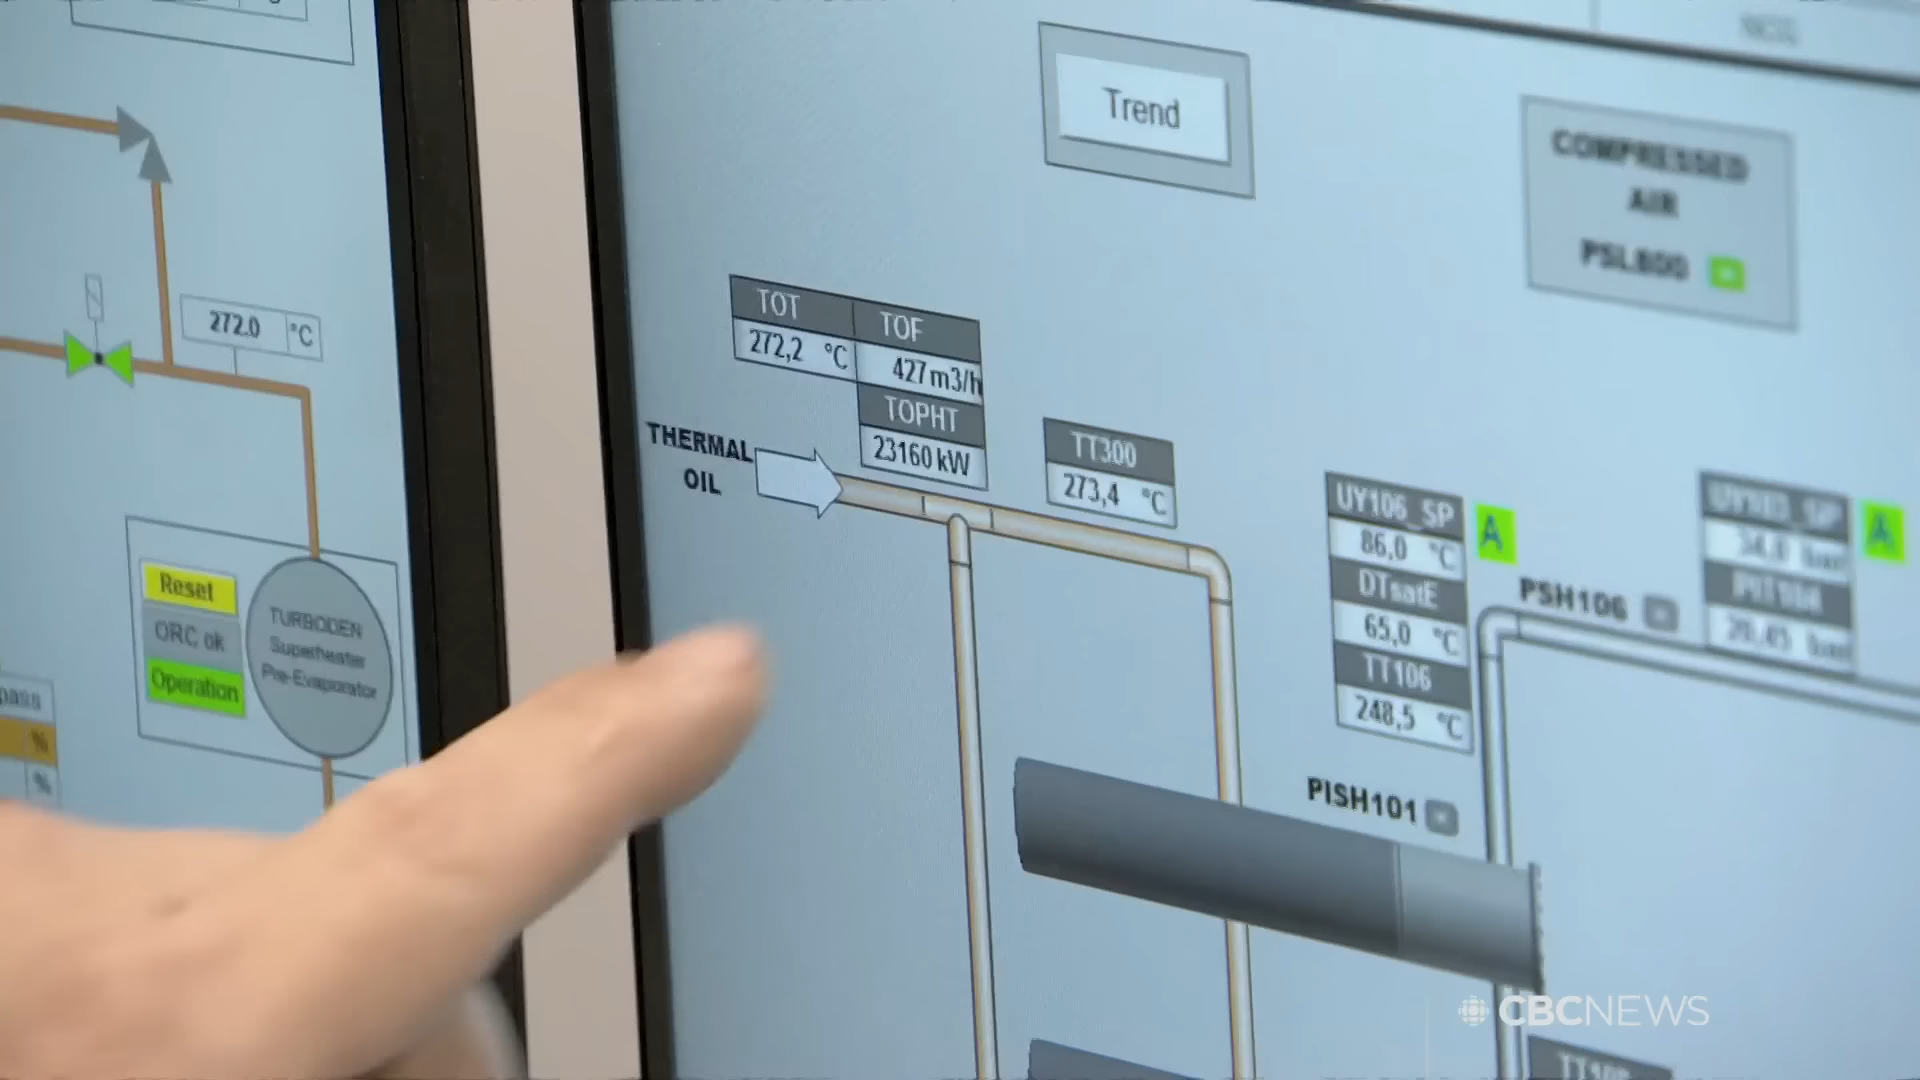 272.0 °C
Reset
ORC ok
Operation
TURBODEN
Superheater
Pre-Evaporator
pass
%
%
Trend
COMPRESSED
AIR
PSL800
TOT TOF
272,2 °C 427 m3/h
TOPHT
23160 kW
THERMAL
OIL
TT300
273,4 °C
UY106_SP A
86,0 °C
DTsatE
65,0 °C
TT106
248,5 °C
PSH106
A
PISH101
CBCNEWS